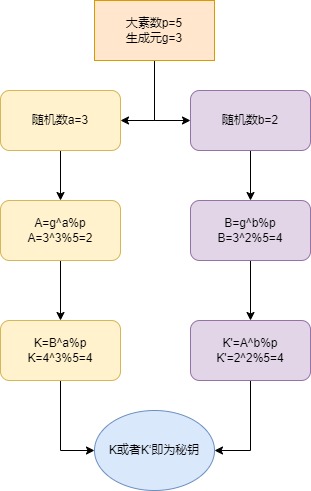 大素数p=5
生成元g=3
随机数a=3
随机数b=2
A=g^a%p
A=3^3%5=2
B=g^b%p
B=3^2%5=4
K=B^a%p
K=4^3%5=4
K'=A^b%p
K'=2^2%5=4
K或者K'即为秘钥